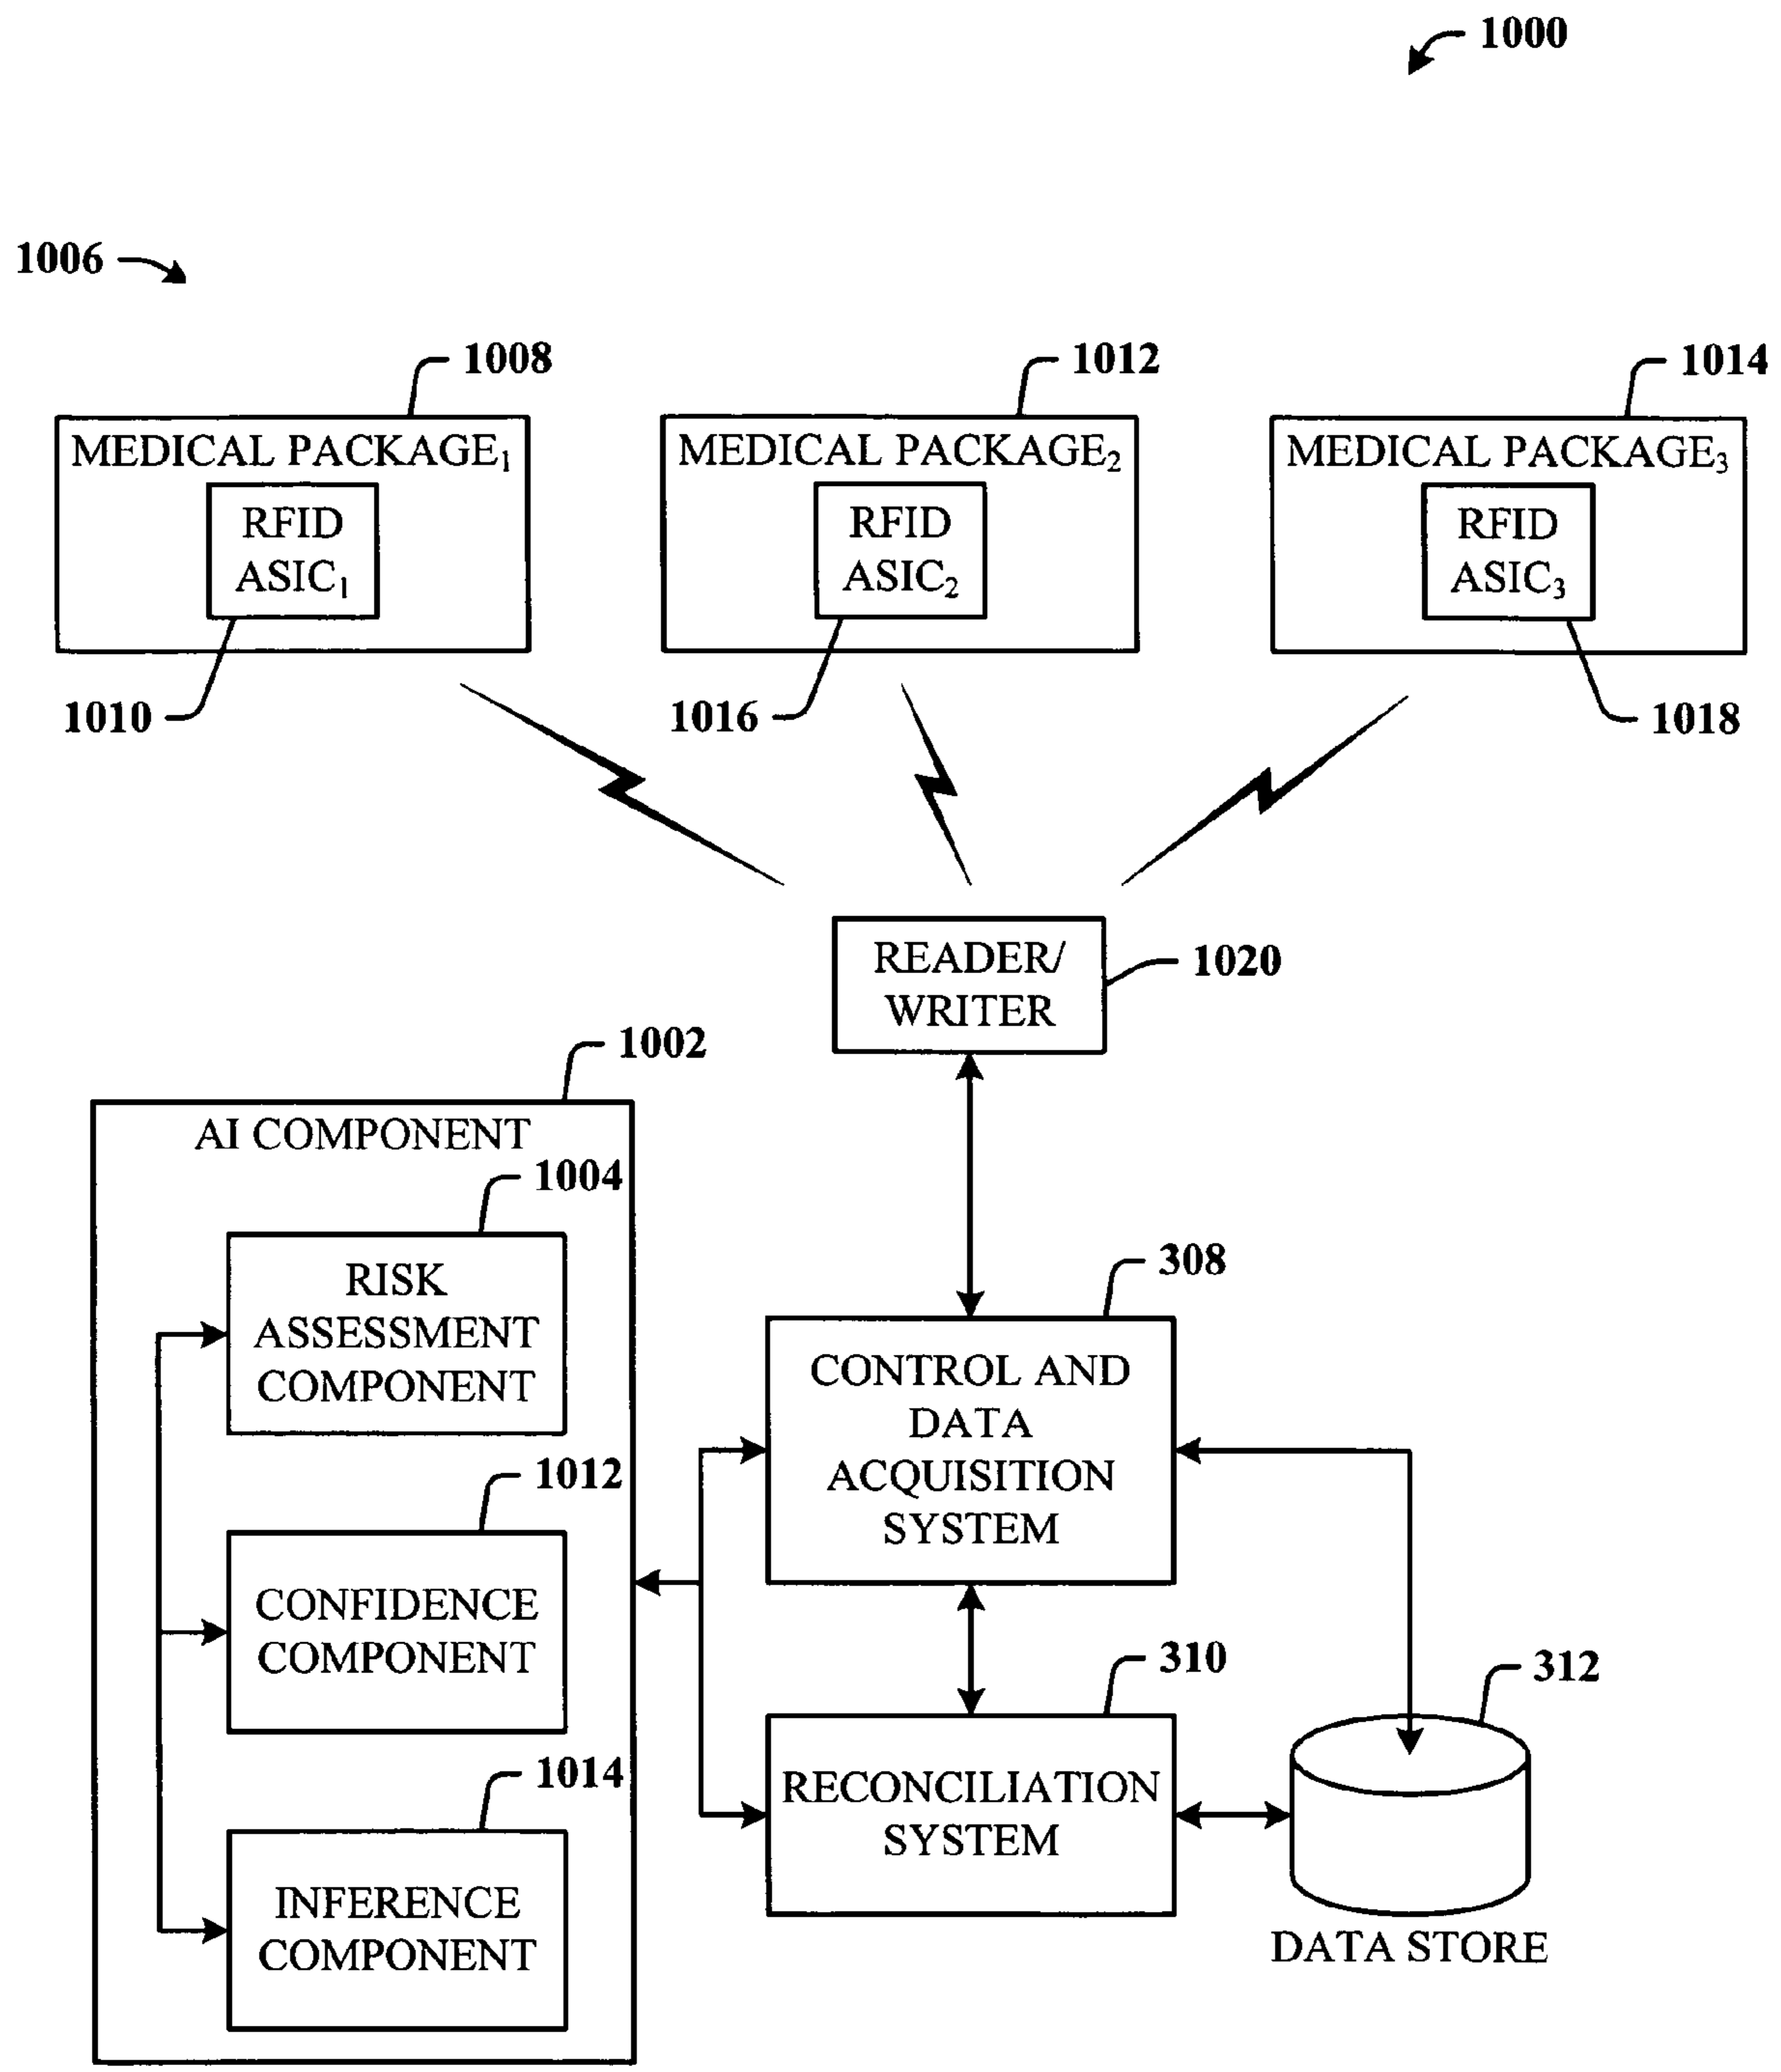 1000
1006
1008
1012
1014
MEDICAL PACKAGE₁
MEDICAL PACKAGE₂
MEDICAL PACKAGE₃
RFID
ASIC₁
RFID
ASIC₂
RFID
ASIC₃
1010
1016
1018
READER/
WRITER
1020
1002
AI COMPONENT
1004
RISK
ASSESSMENT
COMPONENT
1012
CONFIDENCE
COMPONENT
1014
INFERENCE
COMPONENT
308
CONTROL AND
DATA
ACQUISITION
SYSTEM
310
RECONCILIATION
SYSTEM
312
DATA STORE